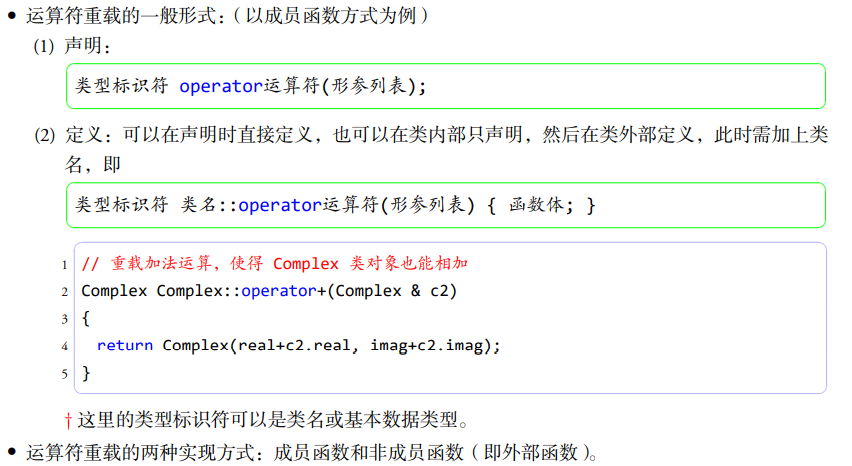 • 运算符重载的一般形式：（以成员函数方式为例）
(1) 声明：
类型标识符 operator运算符(形参列表);
(2) 定义：可以在声明时直接定义，也可以在类内部只声明，然后在类外部定义，此时需加上类
名，即
类型标识符 类名::operator运算符(形参列表) { 函数体; }
1 // 重载加法运算，使得 Complex 类对象也能相加
2 Complex Complex::operator+(Complex & c2)
3 {
4 return Complex(real+c2.real, imag+c2.imag);
5 }
† 这里的类型标识符可以是类名或基本数据类型。
• 运算符重载的两种实现方式：成员函数和非成员函数（即外部函数）。